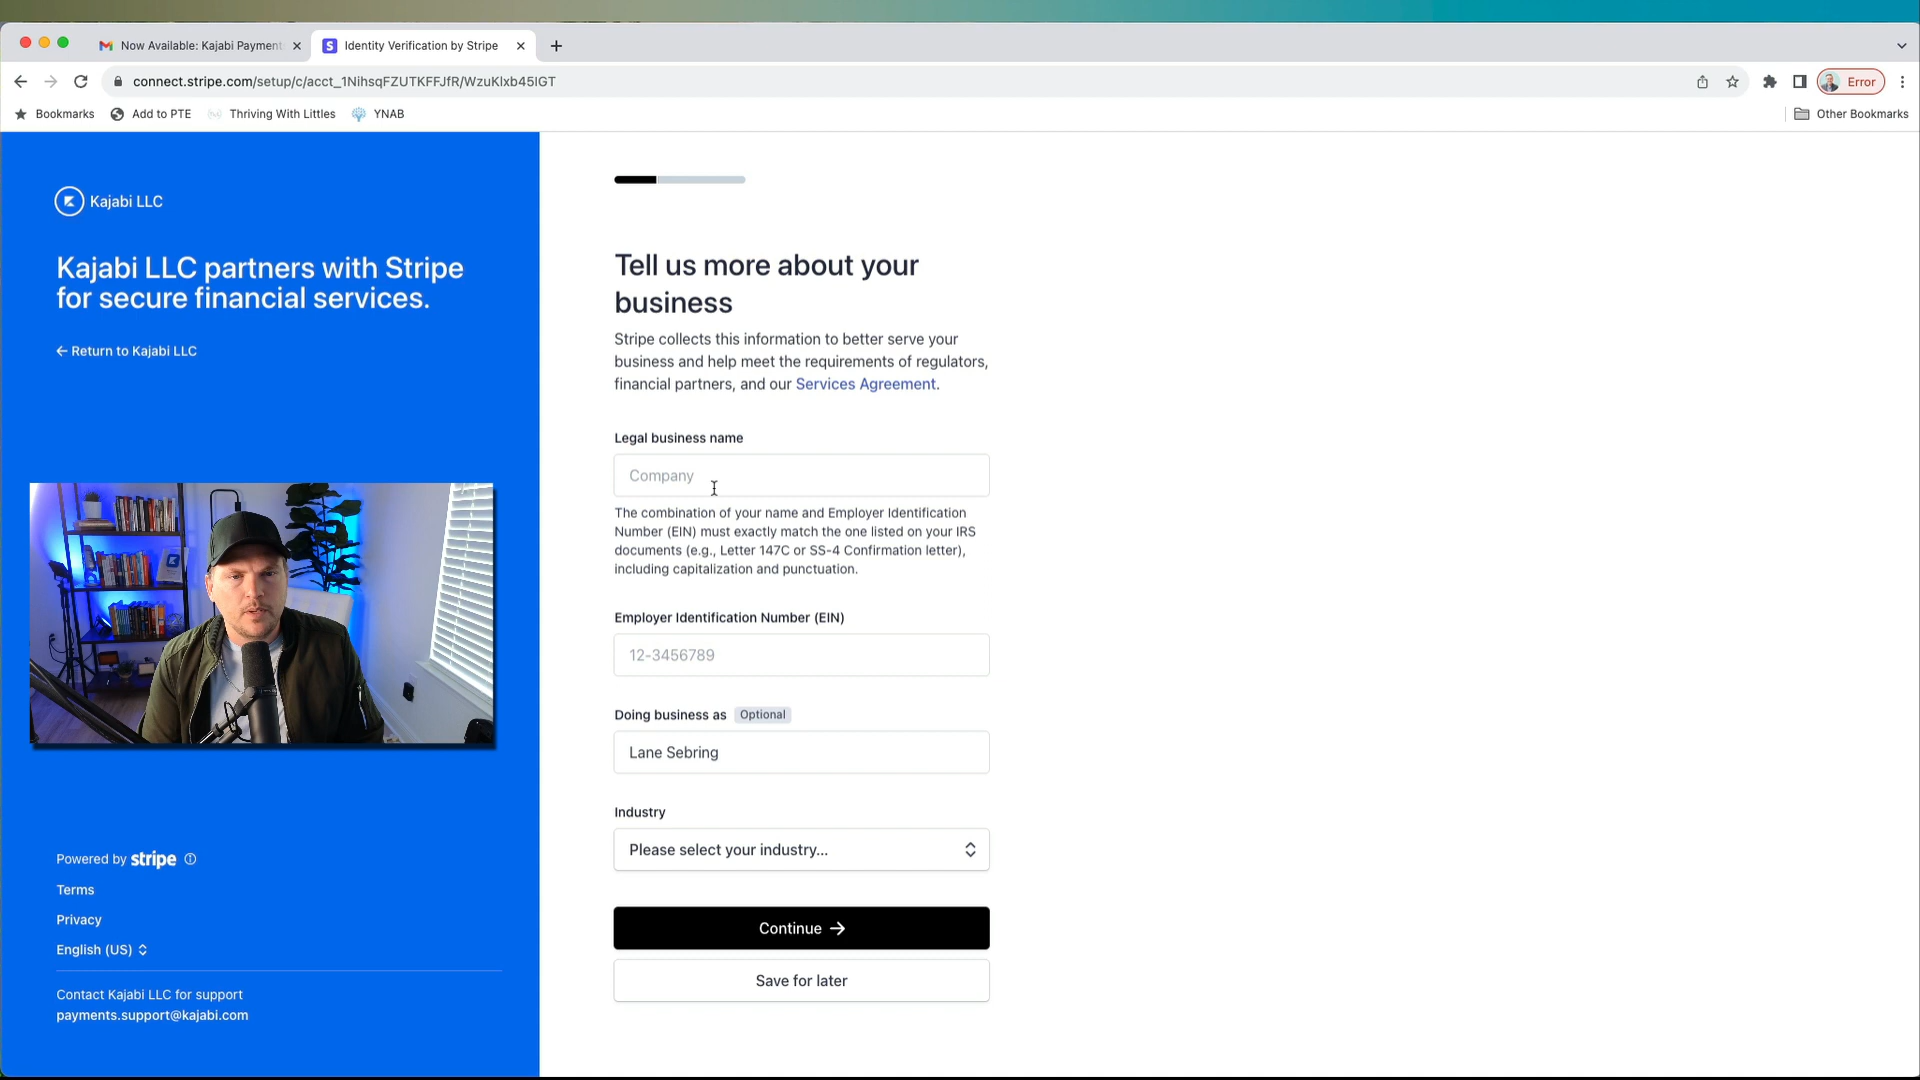 Now Available: Kajabi Payment
Identity Verification by Stripe
connect.stripe.com/setup/c/acct_1NihsqFZUTKFFJfR/WzuKlxb45lGT
Error
Bookmarks
Add to PTE
Thriving With Littles
YNAB
Other Bookmarks
Kajabi LLC
Kajabi LLC partners with Stripe
for secure financial services.
← Return to Kajabi LLC
Powered by stripe
Terms
Privacy
English (US)
Contact Kajabi LLC for support
payments.support@kajabi.com
Tell us more about your
business
Stripe collects this information to better serve your
business and help meet the requirements of regulators,
financial partners, and our Services Agreement.
Legal business name
Company
The combination of your name and Employer Identification
Number (EIN) must exactly match the one listed on your IRS
documents (e.g., Letter 147C or SS-4 Confirmation letter),
including capitalization and punctuation.
Employer Identification Number (EIN)
12-3456789
Doing business as Optional
Lane Sebring
Industry
Please select your industry...
Continue →
Save for later